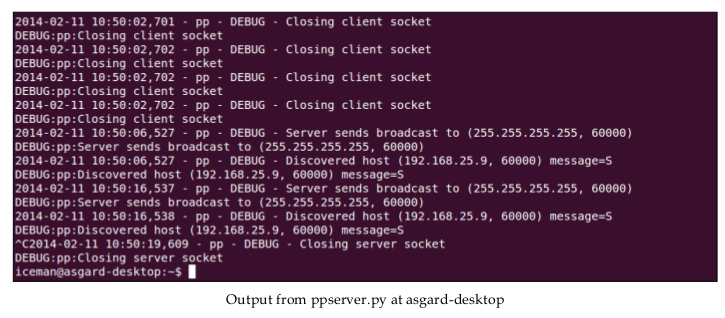 2014-02-11 10:50:02,701 - pp - DEBUG - Closing client socket
DEBUG:pp:Closing client socket
2014-02-11 10:50:02,702 - pp - DEBUG - Closing client socket
DEBUG:pp:Closing client socket
2014-02-11 10:50:02,702 - pp - DEBUG - Closing client socket
DEBUG:pp:Closing client socket
2014-02-11 10:50:02,702 - pp - DEBUG - Closing client socket
DEBUG:pp:Closing client socket
2014-02-11 10:50:06,527 - pp - DEBUG - Server sends broadcast to (255.255.255.255, 60000)
DEBUG:pp:Server sends broadcast to (255.255.255.255, 60000)
2014-02-11 10:50:06,527 - pp - DEBUG - Discovered host (192.168.25.9, 60000) message=S
DEBUG:pp:Discovered host (192.168.25.9, 60000) message=S
2014-02-11 10:50:16,537 - pp - DEBUG - Server sends broadcast to (255.255.255.255, 60000)
DEBUG:pp:Server sends broadcast to (255.255.255.255, 60000)
2014-02-11 10:50:16,538 - pp - DEBUG - Discovered host (192.168.25.9, 60000) message=S
DEBUG:pp:Discovered host (192.168.25.9, 60000) message=S
^C2014-02-11 10:50:19,609 - pp - DEBUG - Closing server socket
DEBUG:pp:Closing server socket
iceman@asgard-desktop:~$
Output from ppserver.py at asgard-desktop